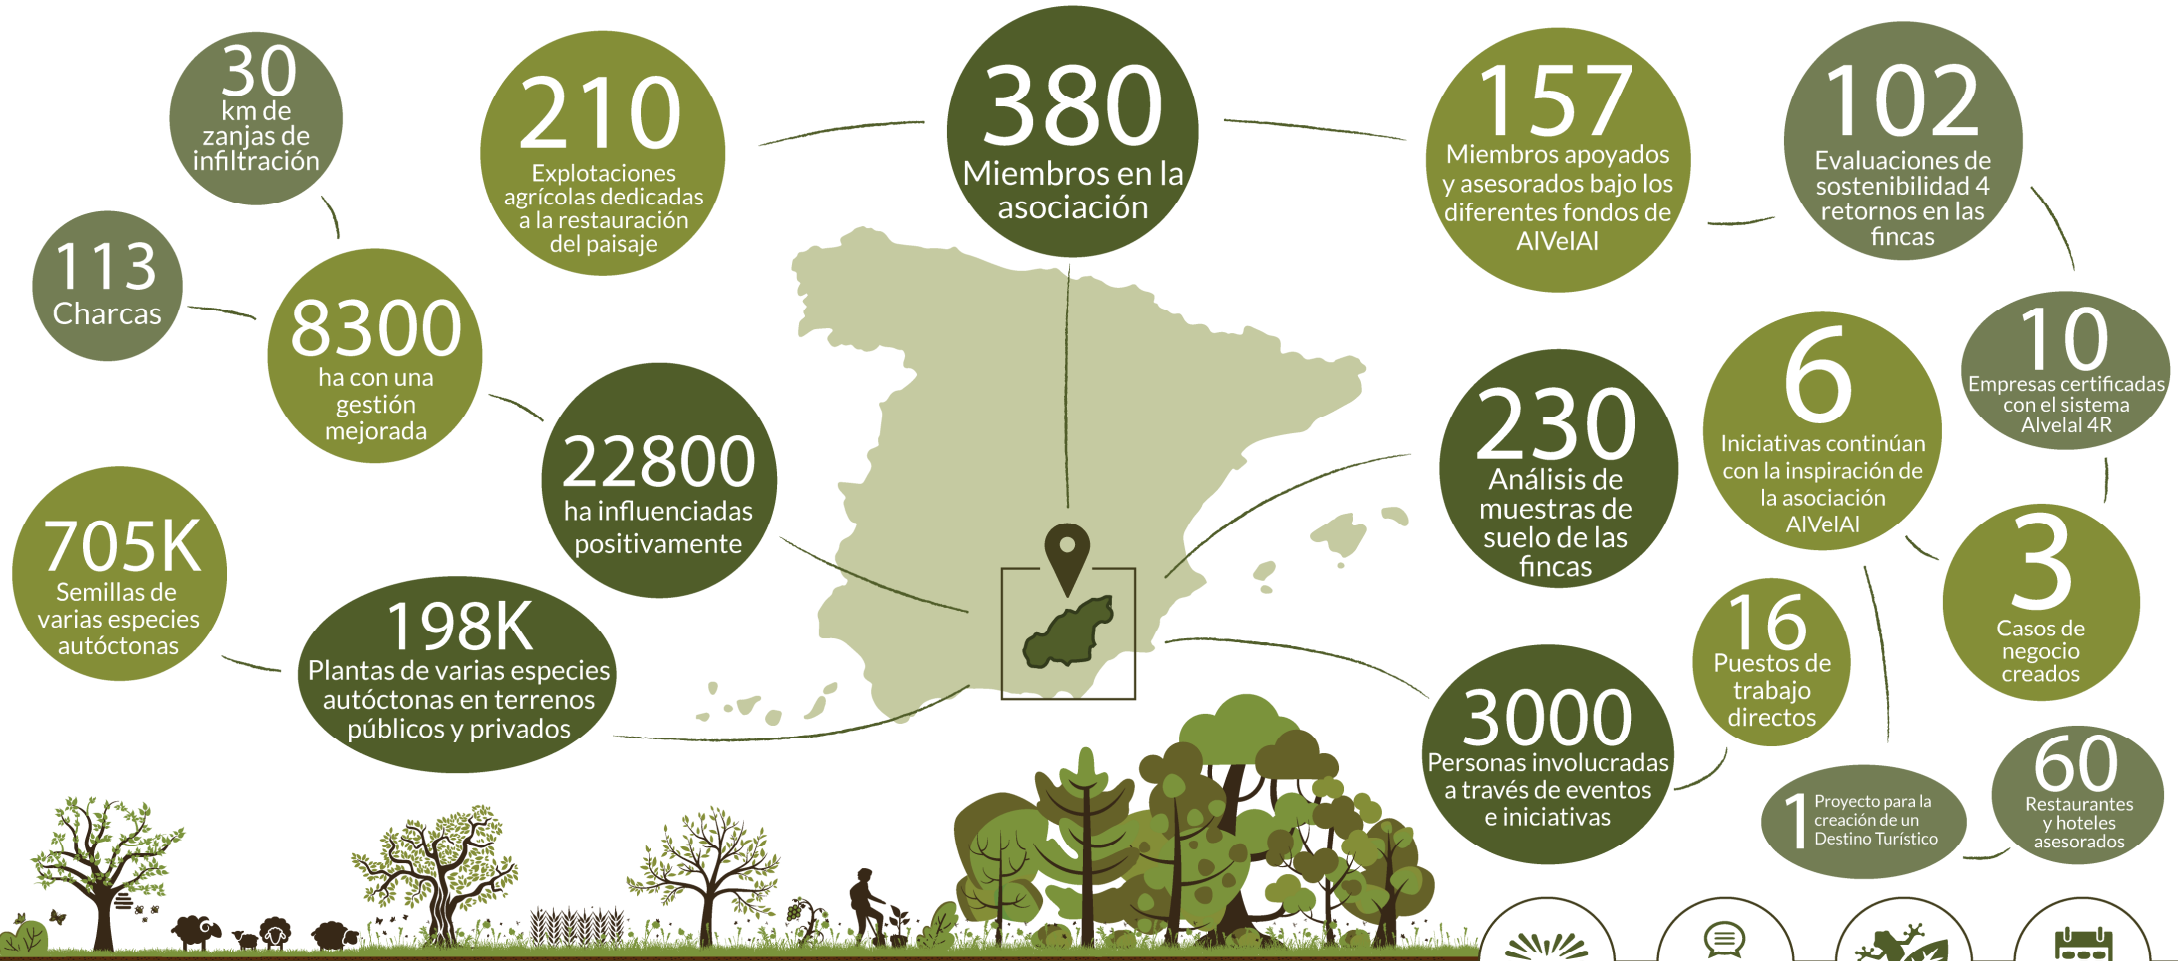 30
km de
zanjas de
infiltración
210
Explotaciones
agrícolas dedicadas
a la restauración
del paisaje
380
Miembros en la
asociación
157
Miembros apoyados
y asesorados bajo los
diferentes fondos de
AlVelAl
102
Evaluaciones de
sostenibilidad 4
retornos en las
fincas
113
Charcas
8300
ha con una
gestión
mejorada
22800
ha influenciadas
positivamente
230
Análisis de
muestras de
suelo de las
fincas
6
Iniciativas continúan
con la inspiración de
la asociación
AlVelAl
10
Empresas certificadas
con el sistema
Alvelal 4R
705K
Semillas de
varias especies
autóctonas
198K
Plantas de varias especies
autóctonas en terrenos
públicos y privados
3
Casos de
negocio
creados
16
Puestos de
trabajo
directos
3000
Personas involucradas
a través de eventos
e iniciativas
1
Proyecto para la
creación de un
Destino Turístico
60
Restaurantes
y hoteles
asesorados